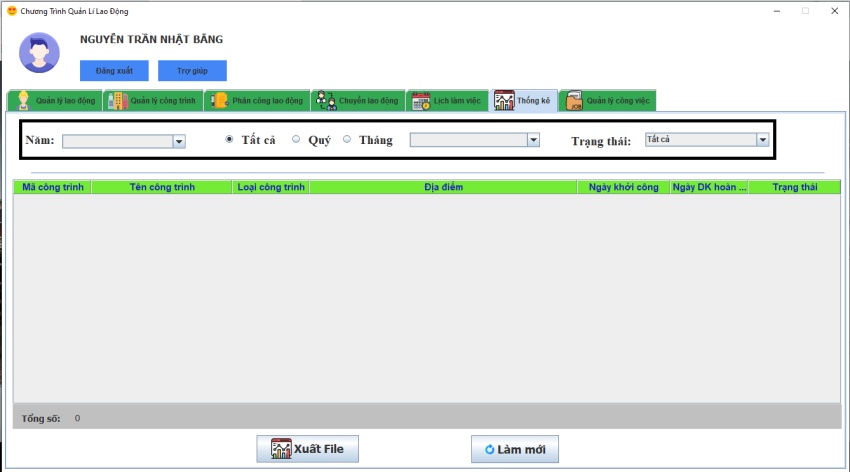 Chương Trình Quản Lí Lao Động
NGUYỄN TRẦN NHẬT BĂNG
Đăng xuất Trợ giúp
Quản lý lao động Quản lý công trình Phân công lao động Chuyển lao động Lịch làm việc Thống kê Quản lý công việc
Năm: Tất cả Quý Tháng Trạng thái: Tất cả
Mã công trình Tên công trình Loại công trình Địa điểm Ngày khởi công Ngày DK hoàn ... Trạng thái
Tổng số: 0
Xuất File Làm mới